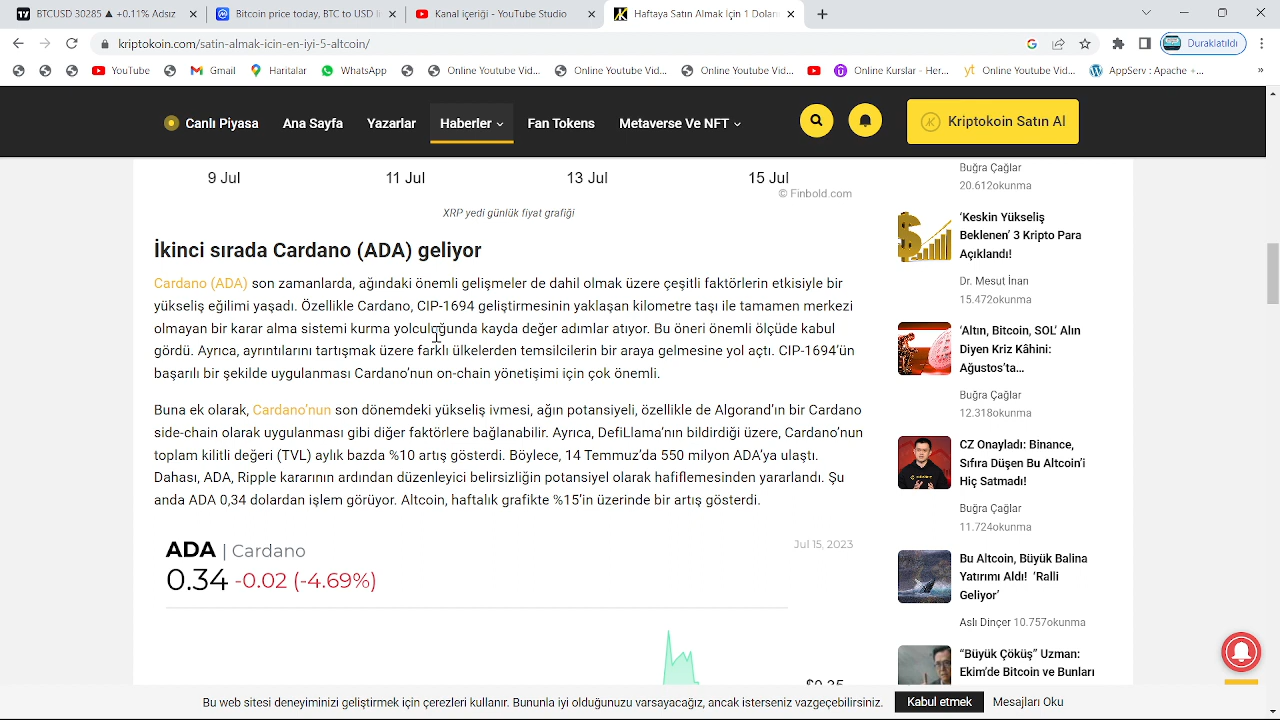 BTCUSD 30285 ▲ +0.11% Adsız
Bitcoin price today, BTC to USD l
Kanal içeriği - YouTube Studio
Haftaya Satın Almak İçin 1 Dolar
kriptokoin.com/satin-almak-icin-en-iyi-5-altcoin/
Duraklatıldı
YouTube
Gmail
Haritalar
WhatsApp
Online Youtube Vid...
Online Youtube Vid...
Online Youtube Vid...
Online Kurslar - Her...
yt Online Youtube Vid...
AppServ : Apache +...
»
Canlı Piyasa
Ana Sayfa
Yazarlar
Haberler
Fan Tokens
Metaverse Ve NFT
Kriptokoin Satın Al
9 Jul
11 Jul
13 Jul
15 Jul
© Finbold.com
XRP yedi günlük fiyat grafiği
İkinci sırada Cardano (ADA) geliyor
Cardano (ADA) son zamanlarda, ağındaki önemli gelişmeler de dahil olmak üzere çeşitli faktörlerin etkisiyle bir
yükseliş eğilimi yaşadı. Özellikle Cardano, CIP-1694 geliştirmesinin yaklaşan kilometre taşı ile tamamen merkezi
olmayan bir karar alma sistemi kurma yolculuğunda kayda değer adımlar atıyor. Bu öneri önemli ölçüde kabul
gördü. Ayrıca, ayrıntılarını tartışmak üzere farklı ülkelerden temsilcilerin bir araya gelmesine yol açtı. CIP-1694'ün
başarılı bir şekilde uygulanması Cardano'nun on-chain yönetişimi için çok önemli.
Buna ek olarak, Cardano'nun son dönemdeki yükseliş ivmesi, ağın potansiyeli, özellikle de Algorand'ın bir Cardano
side-chain olarak uygulanması gibi diğer faktörlere bağlanabilir. Ayrıca, DefiLlama'nın bildirdiği üzere, Cardano'nun
toplam kilitli değeri (TVL) aylık bazda %10 artış gösterdi. Böylece, 14 Temmuz'da 550 milyon ADA'ya ulaştı.
Dahası, Ada, Ripple kararının ardından düzenleyici belirsizliğin potansiyel olarak hafiflemesinden yararlandı. Şu
anda ADA 0,34 dolardan işlem görüyor. Altcoin, haftalık grafikte %15'in üzerinde bir artış gösterdi.
ADA | Cardano
Jul 15, 2023
0.34 -0.02 (-4.69%)
$0.35
Buğra Çağlar
20.612okunma
'Keskin Yükseliş
Beklenen' 3 Kripto Para
Açıklandı!
Dr. Mesut İnan
15.472okunma
'Altın, Bitcoin, SOL' Alın
Diyen Kriz Kâhini:
Ağustos'ta...
Buğra Çağlar
12.318okunma
CZ Onayladı: Binance,
Sıfıra Düşen Bu Altcoin'i
Hiç Satmadı!
Buğra Çağlar
11.724okunma
Bu Altcoin, Büyük Balina
Yatırımı Aldı! 'Ralli
Geliyor'
Aslı Dinçer 10.757okunma
"Büyük Çöküş" Uzman:
Ekim'de Bitcoin ve Bunları
Bu deneyiminizi geliştirmek için çerezleri kullanır. Bununla iyi olduğunuzu varsayacağız, ancak isterseniz vazgeçebilirsiniz.
Kabul etmek
Mesajları Oku